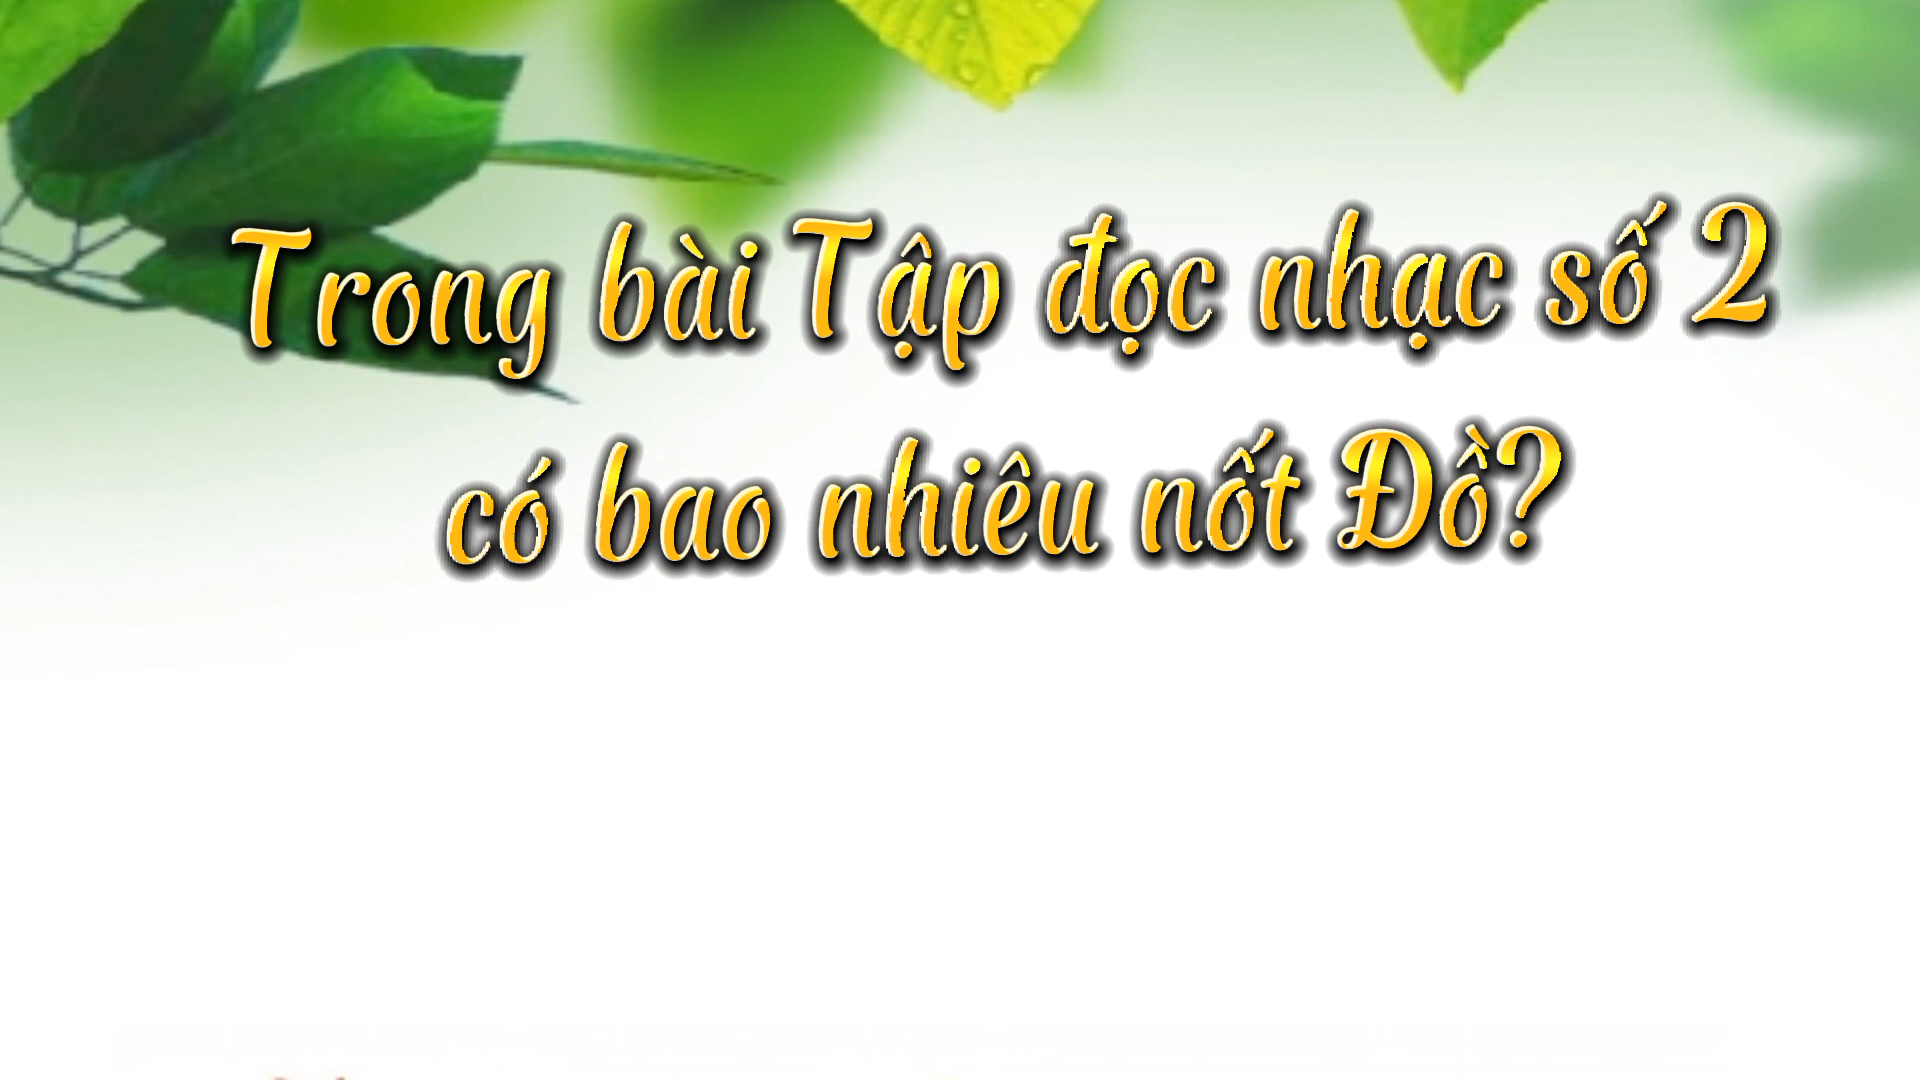 Trong bài Tập đọc nhạc số 2
có bao nhiêu nốt Đồ?